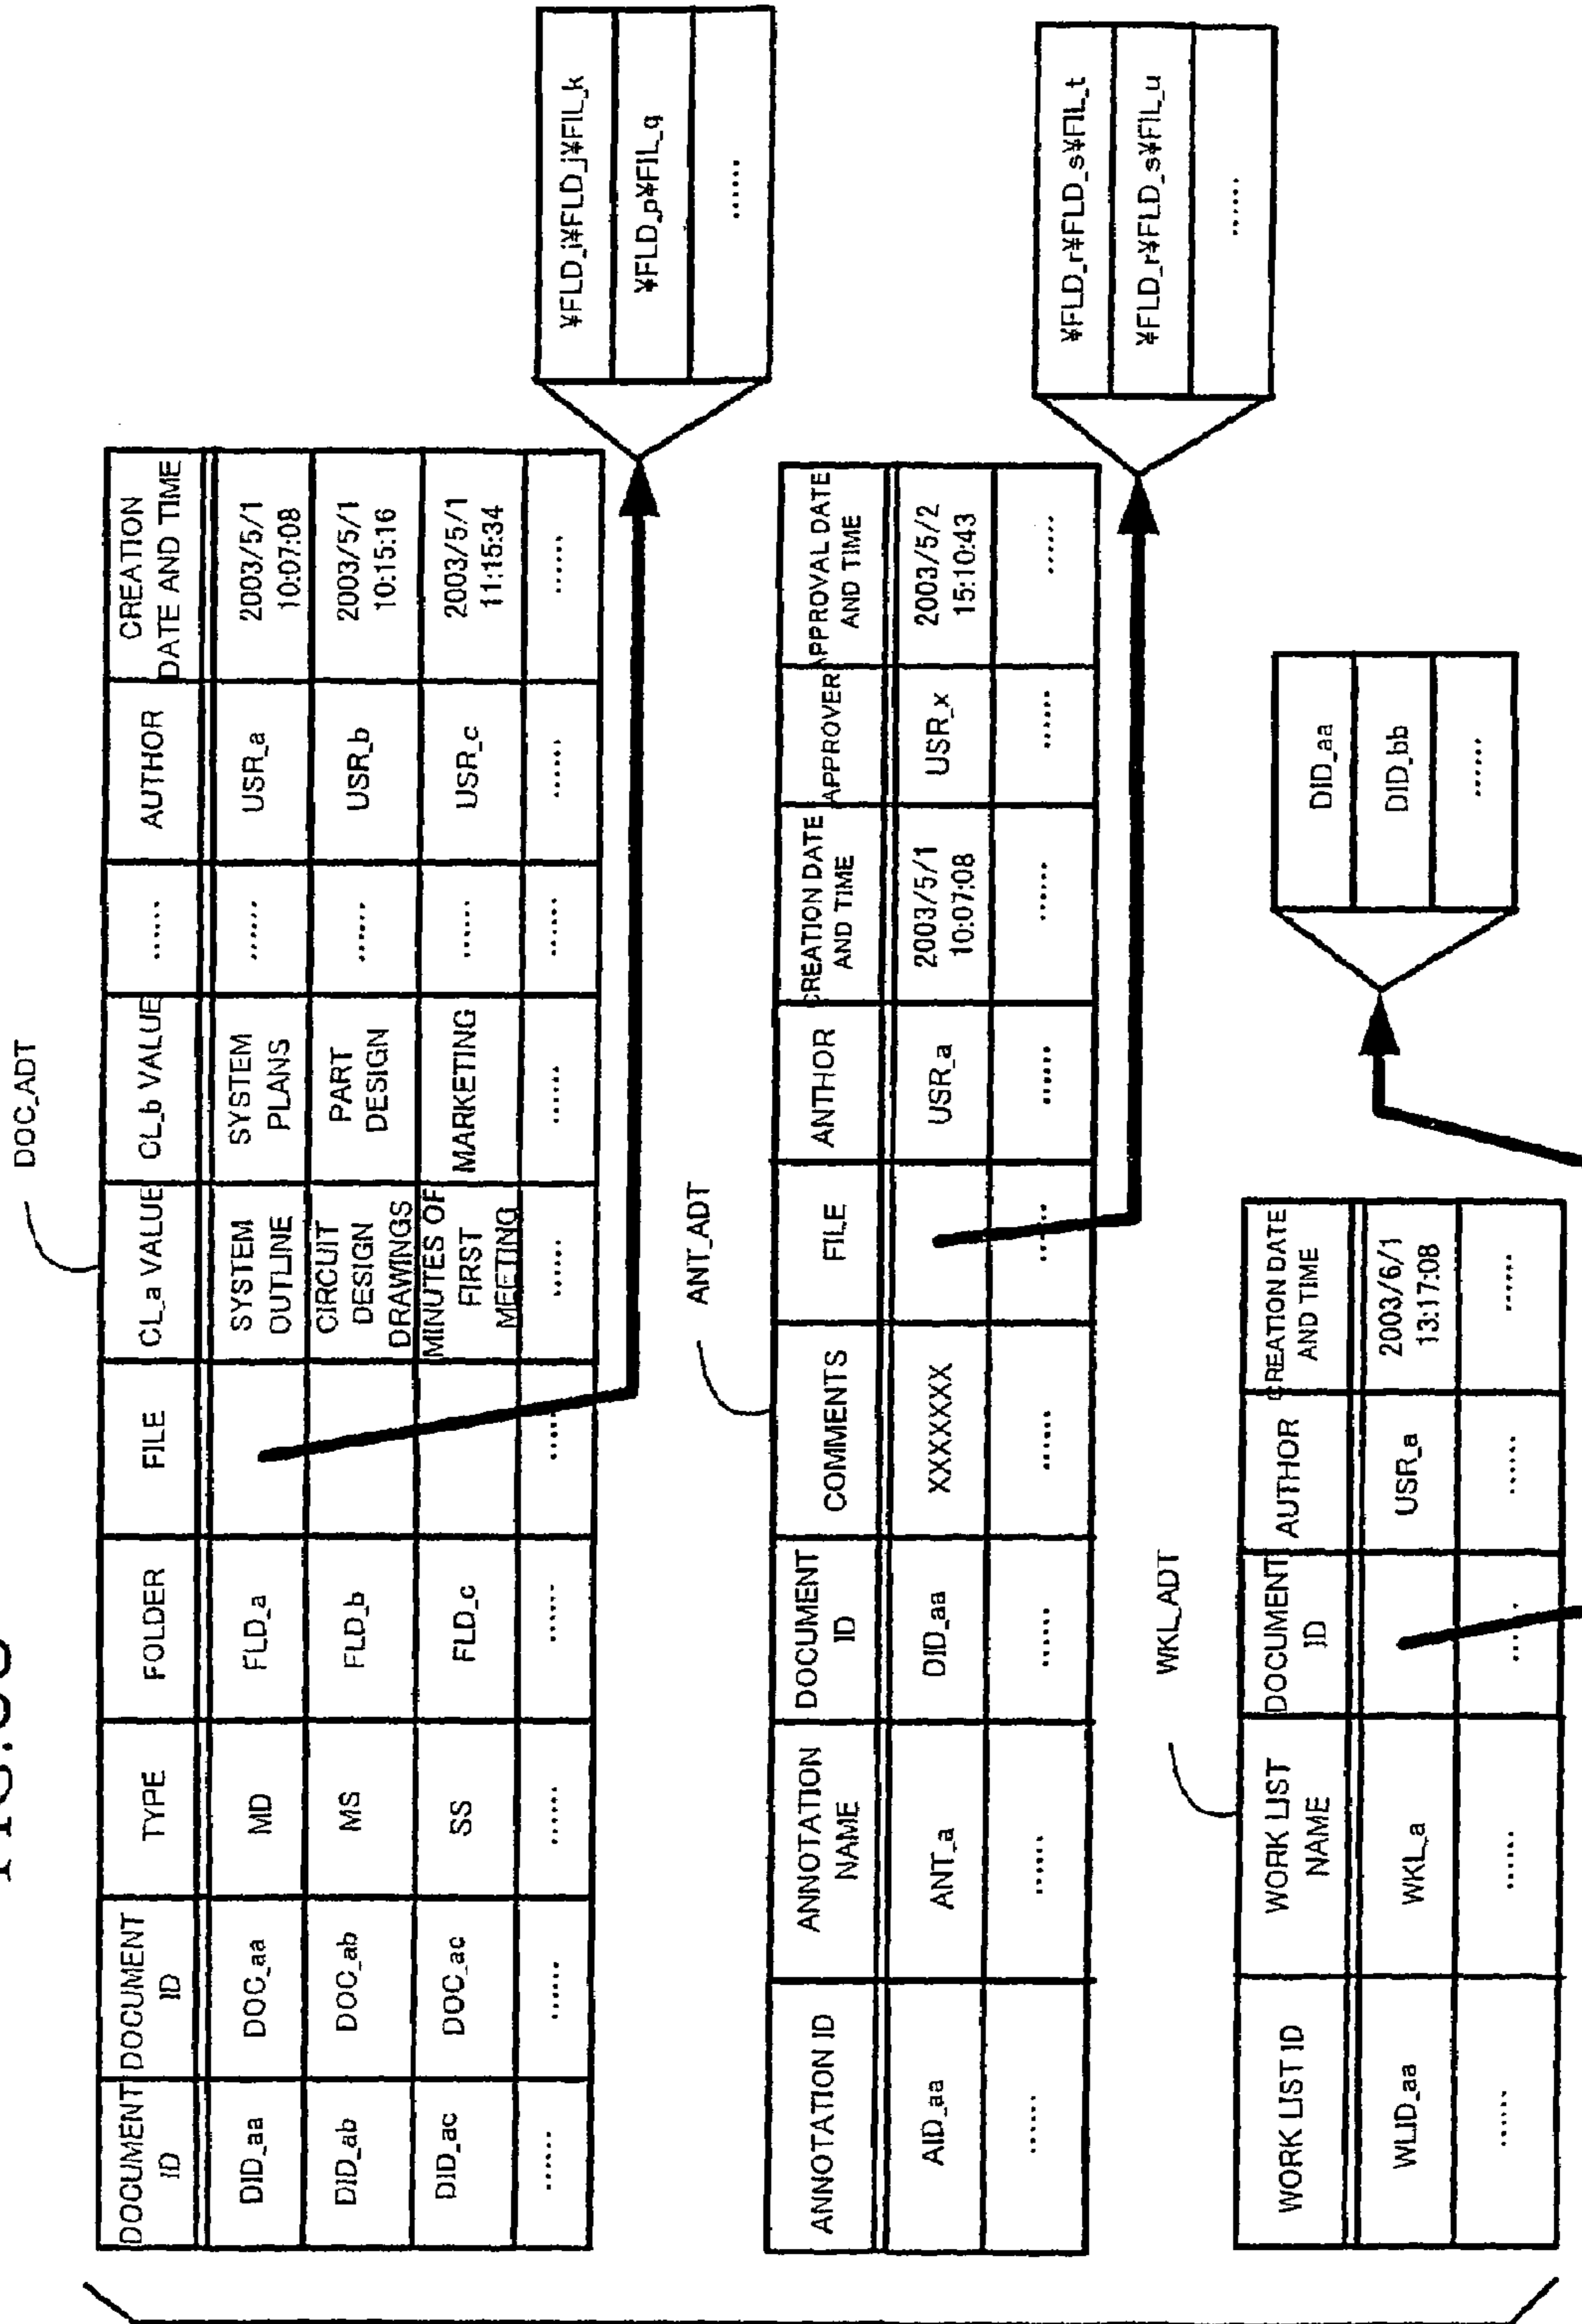 DOC_ADT
DOCUMENT ID	DOCUMENT ID	TYPE	FOLDER	FILE	CL_a VALUE	CL_b VALUE	......	AUTHOR	CREATION DATE AND TIME
DID_aa	DOC_aa	MD	FLD_a		SYSTEM OUTLINE	SYSTEM PLANS	......	USR_a	2003/5/1 10:07:08
DID_ab	DOC_ab	MS	FLD_b		CIRCUIT DESIGN DRAWINGS	PART DESIGN	......	USR_b	2003/5/1 10:15:16
DID_ac	DOC_ac	SS	FLD_c		MINUTES OF FIRST MEETING	MARKETING	......	USR_c	2003/5/1 11:15:34
......	......	......	......	......	......	......	......	......	......
¥FLD_i¥FLD_j¥FIL_k
¥FLD_p¥FIL_q
......
ANT_ADT
ANNOTATION ID	ANNOTATION NAME	DOCUMENT ID	COMMENTS	FILE	ANTHOR	CREATION DATE AND TIME	APPROVER	APPROVAL DATE AND TIME
AID_aa	ANT_a	DID_aa	XXXXXXX		USR_a	2003/5/1 10:07:08	USR_x	2003/5/2 15:10:43
......	......	......	......	......	......	......	......	......
¥FLD_r¥FLD_s¥FIL_t
¥FLD_r¥FLD_s¥FIL_u
......
WKL_ADT
WORK LIST ID	WORK LIST NAME	DOCUMENT ID	AUTHOR	CREATION DATE AND TIME
WLID_aa	WKL_a		USR_a	2003/6/1 13:17:08
......	......	......	......	......
DID_aa
DID_bb
......